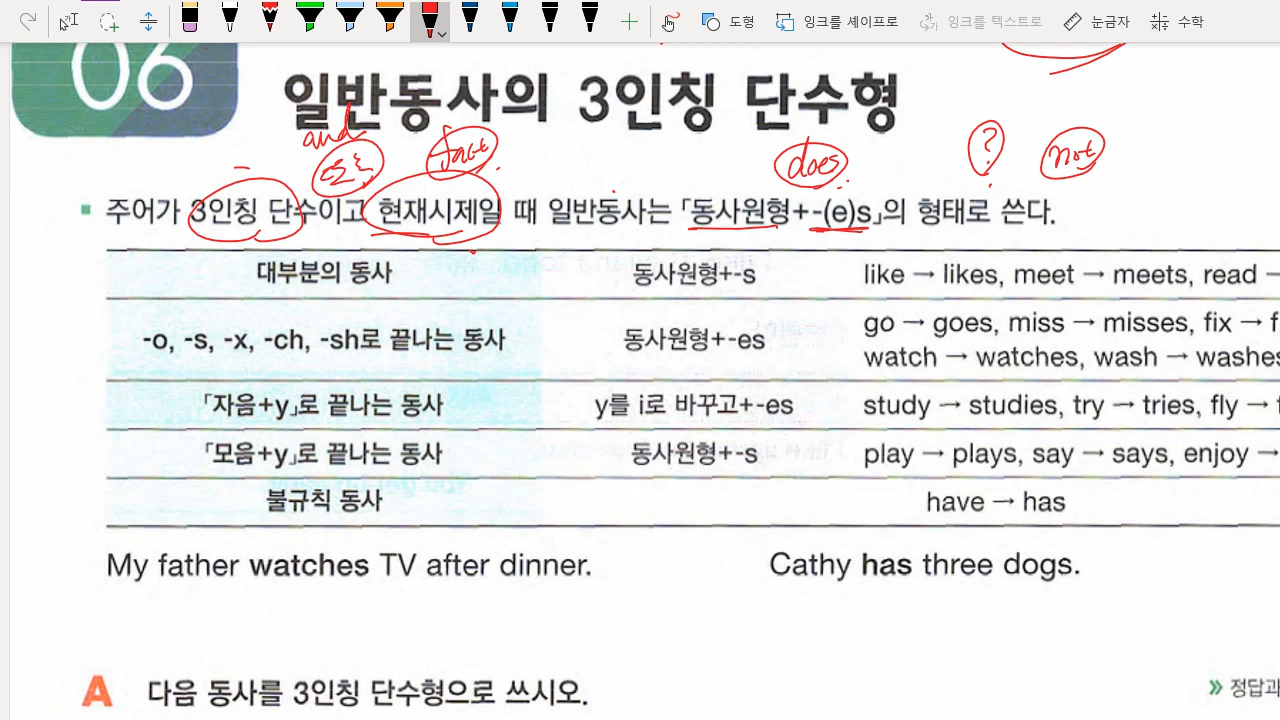 도형 잉크를 셰이프로 잉크를 텍스트로 눈금자 수학
06
일반동사의 3인칭 단수형
and
fact does ? not
주어가 3인칭 단수이고 현재시제일 때 일반동사는 「동사원형+-(e)s」의 형태로 쓴다.
대부분의 동사 동사원형+-s like → likes, meet → meets, read →
-o, -s, -x, -ch, -sh로 끝나는 동사 동사원형+-es go → goes, miss → misses, fix → f
watch → watches, wash → washes
「자음+y」로 끝나는 동사 y를 i로 바꾸고+-es study → studies, try → tries, fly → f
「모음+y」로 끝나는 동사 동사원형+-s play → plays, say → says, enjoy →
불규칙 동사 have → has
My father watches TV after dinner. Cathy has three dogs.
A 다음 동사를 3인칭 단수형으로 쓰시오. » 정답과